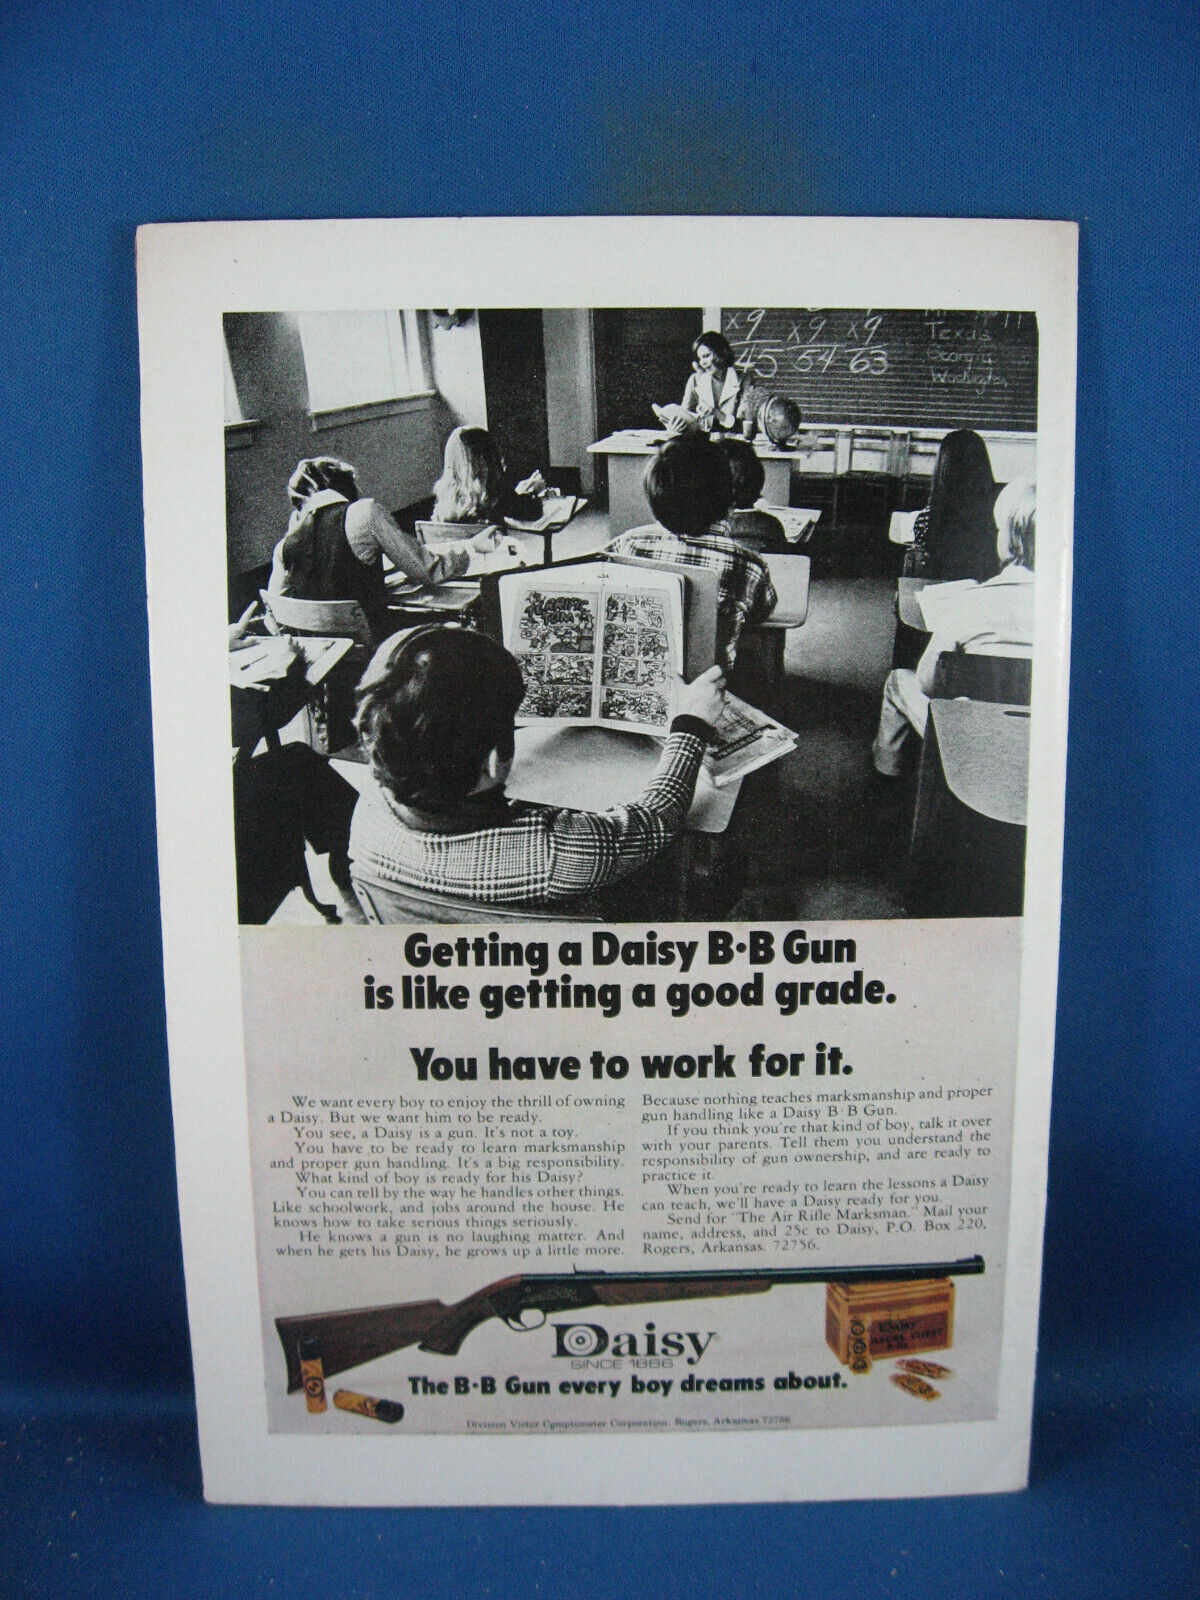 x9 x9 x9
45 54 63
Texas
Georgia
Washington
TERRIFIC
TOM
Getting a Daisy B·B Gun
is like getting a good grade.
You have to work for it.
We want every boy to enjoy the thrill of owning
a Daisy. But we want him to be ready.
You see, a Daisy is a gun. It's not a toy.
You have to be ready to learn marksmanship
and proper gun handling. It's a big responsibility.
What kind of boy is ready for his Daisy?
You can tell by the way he handles other things.
Like schoolwork, and jobs around the house. He
knows how to take serious things seriously.
He knows a gun is no laughing matter. And
when he gets his Daisy, he grows up a little more.
Because nothing teaches marksmanship and proper
gun handling like a Daisy B·B Gun.
If you think you're that kind of boy, talk it over
with your parents. Tell them you understand the
responsibility of gun ownership, and are ready to
practice it.
When you're ready to learn the lessons a Daisy
can teach, we'll have a Daisy ready for you.
Send for "The Air Rifle Marksman." Mail your
name, address, and 25c to Daisy, P.O. Box 220,
Rogers, Arkansas. 72756.
Daisy
SINCE 1886
Daisy
CHEST
The B·B Gun every boy dreams about.
Division Victor Comptometer Corporation. Rogers, Arkansas 72756